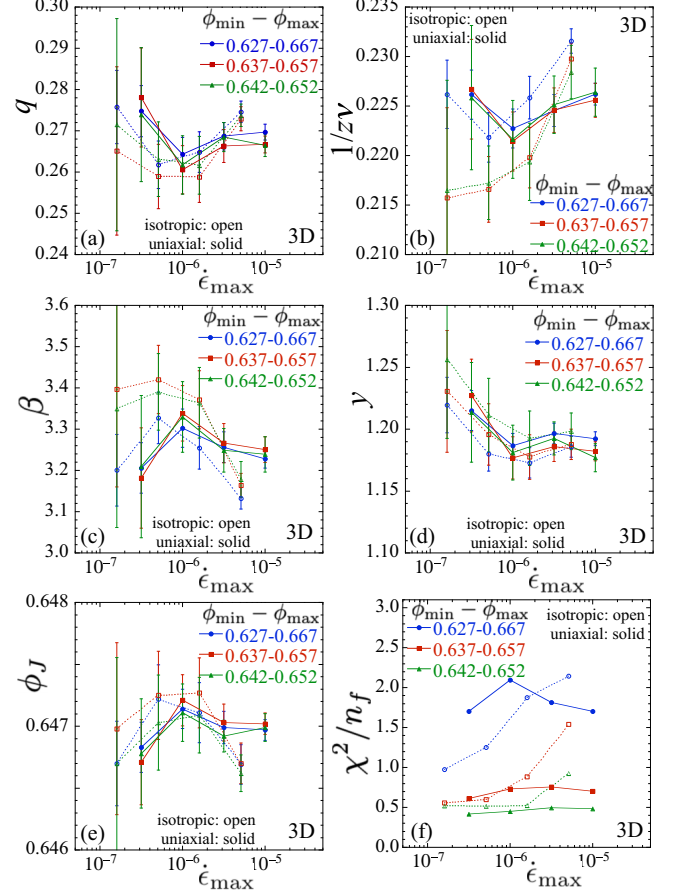 0.30
0.29
0.28
0.27
0.26
0.25
0.24
q
ϕmin − ϕmax
0.627-0.667
0.637-0.657
0.642-0.652
isotropic: open
uniaxial: solid
(a)
3D
10⁻⁷
10⁻⁶
10⁻⁵
ϵ̇max
0.235
0.230
0.225
0.220
0.215
0.210
1/zν
isotropic: open
uniaxial: solid
3D
ϕmin − ϕmax
0.627-0.667
0.637-0.657
0.642-0.652
(b)
10⁻⁷
10⁻⁶
10⁻⁵
ϵ̇max
3.6
3.5
3.4
3.3
3.2
3.1
3.0
β
ϕmin − ϕmax
0.627-0.667
0.637-0.657
0.642-0.652
isotropic: open
uniaxial: solid
(c)
3D
10⁻⁷
10⁻⁶
10⁻⁵
ϵ̇max
1.30
1.25
1.20
1.15
1.10
y
ϕmin − ϕmax
0.627-0.667
0.637-0.657
0.642-0.652
isotropic: open
uniaxial: solid
(d)
3D
10⁻⁷
10⁻⁶
10⁻⁵
ϵ̇max
0.648
0.647
0.646
ϕJ
ϕmin − ϕmax
0.627-0.667
0.637-0.657
0.642-0.652
isotropic: open
uniaxial: solid
(e)
3D
10⁻⁷
10⁻⁶
10⁻⁵
ϵ̇max
3.0
2.5
2.0
1.5
1.0
0.5
0.0
χ²/nf
ϕmin − ϕmax
0.627-0.667
0.637-0.657
0.642-0.652
isotropic: open
uniaxial: solid
(f)
3D
10⁻⁷
10⁻⁶
10⁻⁵
ϵ̇max